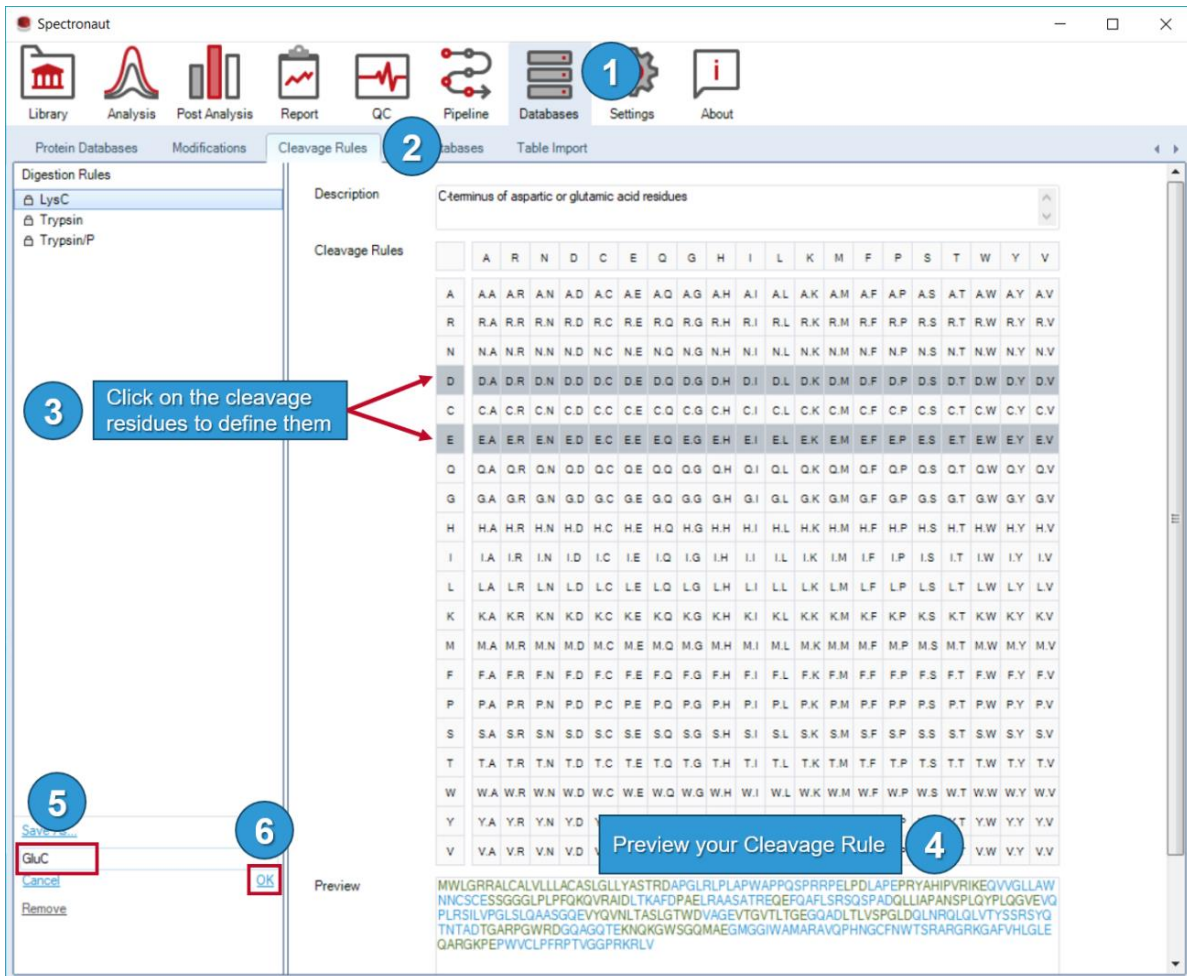 Spectronaut
Library Analysis Post Analysis Report QC Pipeline Databases 1 Settings About
Protein Databases Modifications Cleavage Rules 2 tabases Table Import
Digestion Rules
LysC
Trypsin
Trypsin/P
Description C-terminus of aspartic or glutamic acid residues
Cleavage Rules A R N D C E Q G H I L K M F P S T W Y V
A A.A A.R A.N A.D A.C A.E A.Q A.G A.H A.I A.L A.K A.M A.F A.P A.S A.T A.W A.Y A.V
R R.A R.R R.N R.D R.C R.E R.Q R.G R.H R.I R.L R.K R.M R.F R.P R.S R.T R.W R.Y R.V
N N.A N.R N.N N.D N.C N.E N.Q N.G N.H N.I N.L N.K N.M N.F N.P N.S N.T N.W N.Y N.V
D D.A D.R D.N D.D D.C D.E D.Q D.G D.H D.I D.L D.K D.M D.F D.P D.S D.T D.W D.Y D.V
3 Click on the cleavage
residues to define them
C C.A C.R C.N C.D C.C C.E C.Q C.G C.H C.I C.L C.K C.M C.F C.P C.S C.T C.W C.Y C.V
E E.A E.R E.N E.D E.C E.E E.Q E.G E.H E.I E.L E.K E.M E.F E.P E.S E.T E.W E.Y E.V
Q Q.A Q.R Q.N Q.D Q.C Q.E Q.Q Q.G Q.H Q.I Q.L Q.K Q.M Q.F Q.P Q.S Q.T Q.W Q.Y Q.V
G G.A G.R G.N G.D G.C G.E G.Q G.G G.H G.I G.L G.K G.M G.F G.P G.S G.T G.W G.Y G.V
H H.A H.R H.N H.D H.C H.E H.Q H.G H.H H.I H.L H.K H.M H.F H.P H.S H.T H.W H.Y H.V
I I.A I.R I.N I.D I.C I.E I.Q I.G I.H I.I I.L I.K I.M I.F I.P I.S I.T I.W I.Y I.V
L L.A L.R L.N L.D L.C L.E L.Q L.G L.H L.I L.L L.K L.M L.F L.P L.S L.T L.W L.Y L.V
K K.A K.R K.N K.D K.C K.E K.Q K.G K.H K.I K.L K.K K.M K.F K.P K.S K.T K.W K.Y K.V
M M.A M.R M.N M.D M.C M.E M.Q M.G M.H M.I M.L M.K M.M M.F M.P M.S M.T M.W M.Y M.V
F F.A F.R F.N F.D F.C F.E F.Q F.G F.H F.I F.L F.K F.M F.F F.P F.S F.T F.W F.Y F.V
P P.A P.R P.N P.D P.C P.E P.Q P.G P.H P.I P.L P.K P.M P.F P.P P.S P.T P.W P.Y P.V
S S.A S.R S.N S.D S.C S.E S.Q S.G S.H S.I S.L S.K S.M S.F S.P S.S S.T S.W S.Y S.V
T T.A T.R T.N T.D T.C T.E T.Q T.G T.H T.I T.L T.K T.M T.F T.P T.S T.T T.W T.Y T.V
W W.A W.R W.N W.D W.C W.E W.Q W.G W.H W.I W.L W.K W.M W.F W.P W.S W.T W.W W.Y W.V
Y Y.A Y.R Y.N Y.D Y.W Y.Y Y.V
V V.A V.R V.N V.D V.W V.Y V.V
Preview your Cleavage Rule 4
5
Save As...
6
GluC
Cancel OK
Remove
Preview MWLGRRALCALVLLLACASLGLLYASTRDAPGLRLPLAPWAPPQSPRRPELPDLAPEPRYAHIPVRIKEQVVGLLAW
NNCSCESSGGGLPLPFQKQVRAIDLTKAFDPAELRAASATREQEFQAFLSRSQSPADQLLIAPANSPLQYPLQGVEVQ
PLRSILVPGLSLQAASGQEVYQVNLTASLGTWDVAGEVTGVTLTGEGQADLTLVSPGLDQLNRQLQLVTYSSRSYQ
TNTADTGARPGWRDGQAGQTEKNQKGWSGQMAEGMGGIWAMARAVQPHNGCFNWTSRARGRKGAFVHLGLE
QARGKPEPWVCLPFRPTVGGPRKRLV